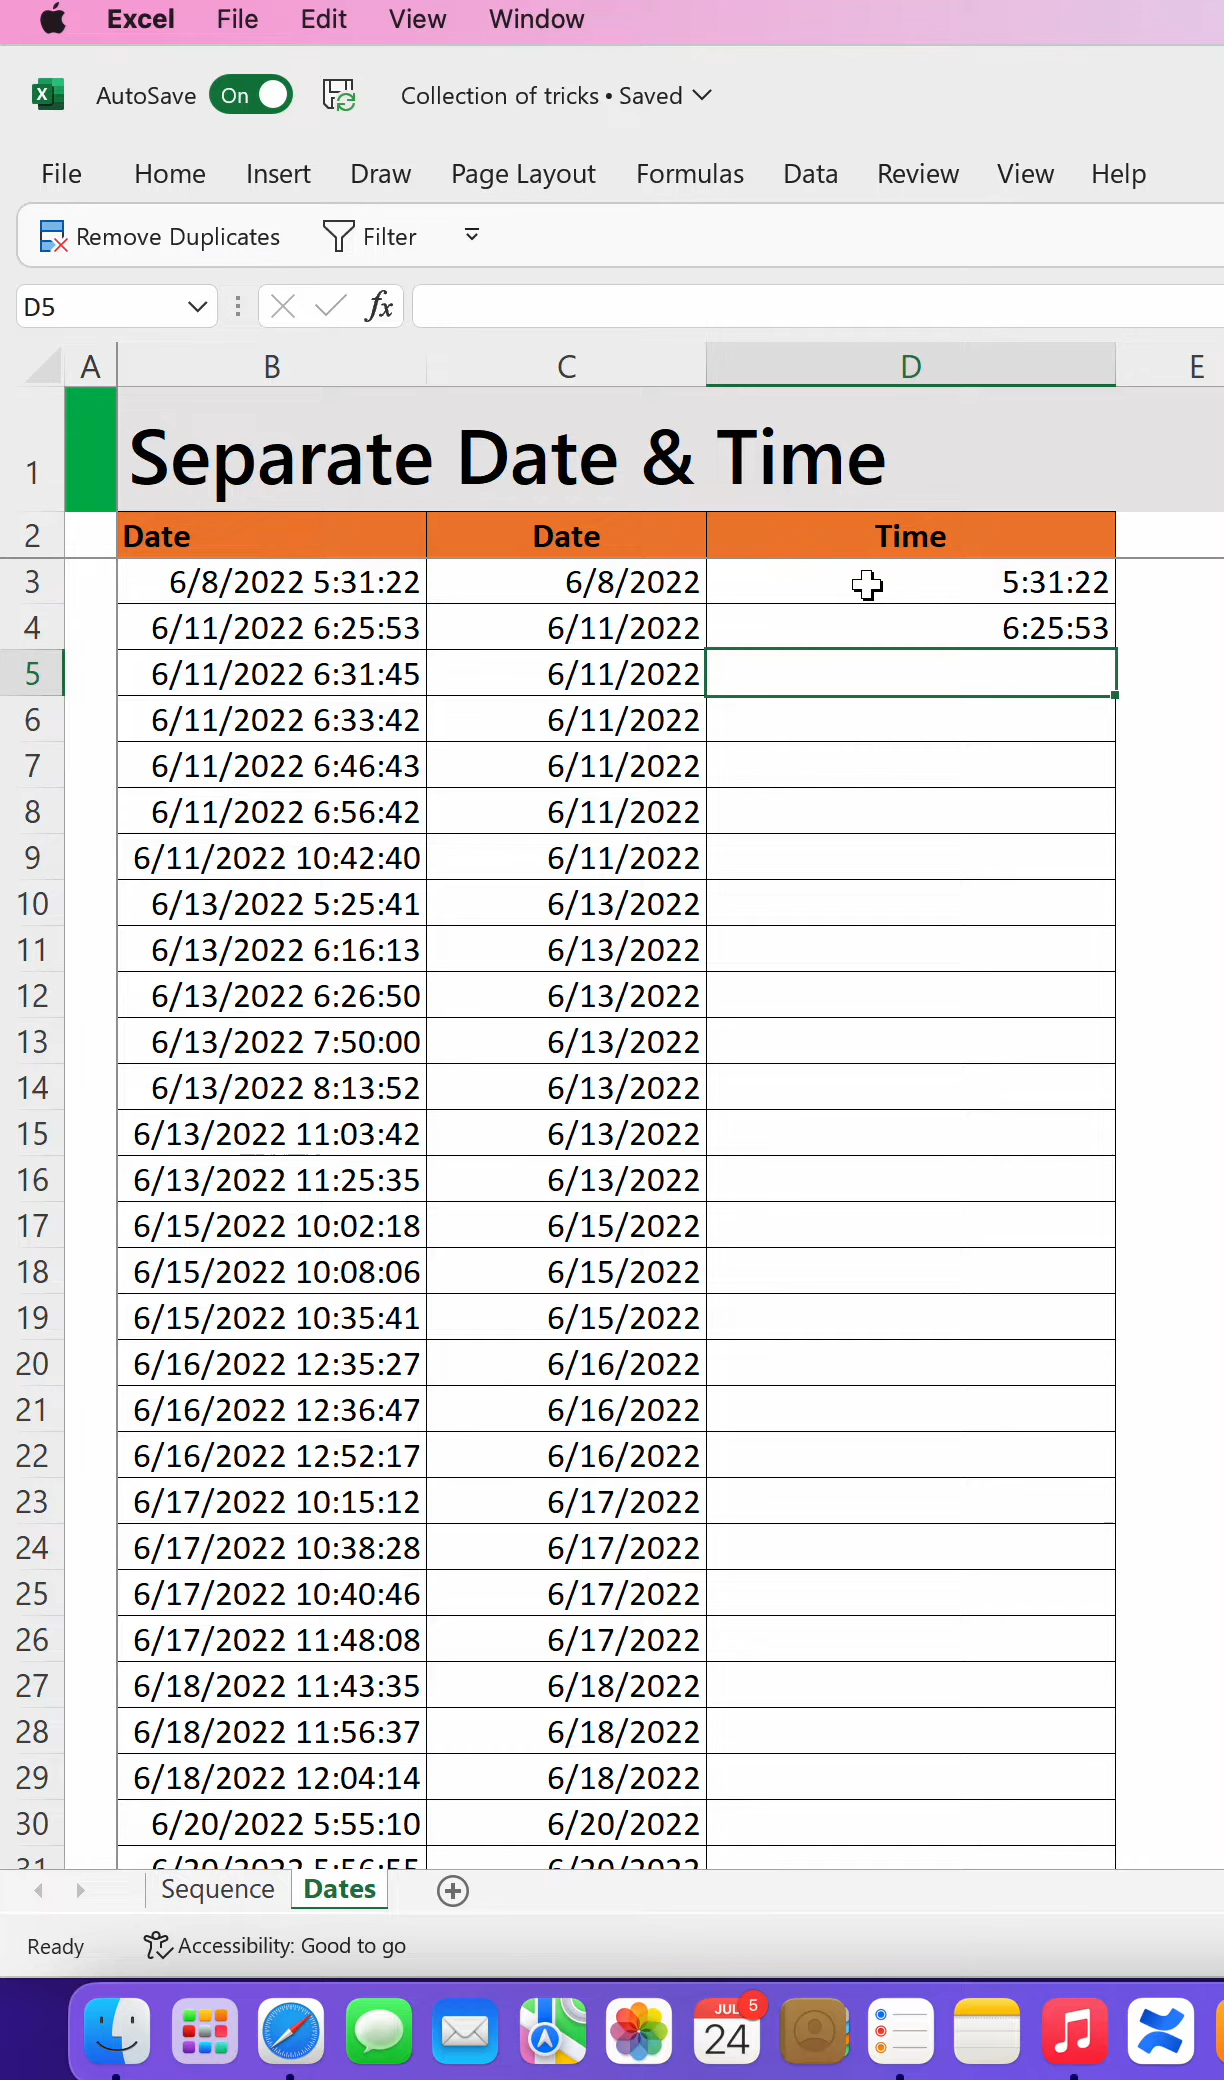 Excel File Edit View Window
AutoSave On Collection of tricks • Saved
File Home Insert Draw Page Layout Formulas Data Review View Help
Remove Duplicates Filter
D5 fx
A B C D E
1 Separate Date & Time
2 Date Date Time
3 6/8/2022 5:31:22 6/8/2022 5:31:22
4 6/11/2022 6:25:53 6/11/2022 6:25:53
5 6/11/2022 6:31:45 6/11/2022
6 6/11/2022 6:33:42 6/11/2022
7 6/11/2022 6:46:43 6/11/2022
8 6/11/2022 6:56:42 6/11/2022
9 6/11/2022 10:42:40 6/11/2022
10 6/13/2022 5:25:41 6/13/2022
11 6/13/2022 6:16:13 6/13/2022
12 6/13/2022 6:26:50 6/13/2022
13 6/13/2022 7:50:00 6/13/2022
14 6/13/2022 8:13:52 6/13/2022
15 6/13/2022 11:03:42 6/13/2022
16 6/13/2022 11:25:35 6/13/2022
17 6/15/2022 10:02:18 6/15/2022
18 6/15/2022 10:08:06 6/15/2022
19 6/15/2022 10:35:41 6/15/2022
20 6/16/2022 12:35:27 6/16/2022
21 6/16/2022 12:36:47 6/16/2022
22 6/16/2022 12:52:17 6/16/2022
23 6/17/2022 10:15:12 6/17/2022
24 6/17/2022 10:38:28 6/17/2022
25 6/17/2022 10:40:46 6/17/2022
26 6/17/2022 11:48:08 6/17/2022
27 6/18/2022 11:43:35 6/18/2022
28 6/18/2022 11:56:37 6/18/2022
29 6/18/2022 12:04:14 6/18/2022
30 6/20/2022 5:55:10 6/20/2022
31 6/20/2022 5:56:55 6/20/2022
Sequence Dates
Ready Accessibility: Good to go
JUL 5
24